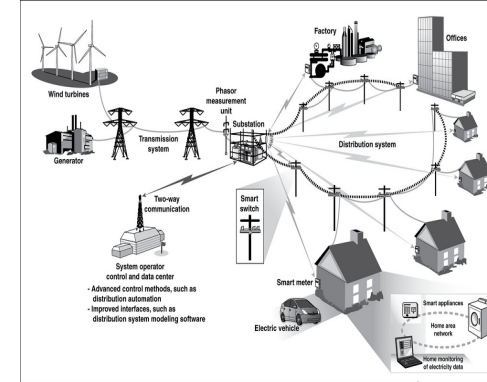 Wind turbines
Generator
Transmission
system
Phasor
measurement
unit
Substation
Factory
Offices
Distribution system
Two-way
communication
System operator
control and data center
- Advanced control methods, such as
distribution automation
- Improved interfaces, such as
distribution system modeling software
Smart
switch
Smart meter
Electric vehicle
Smart appliances
Home area
network
Home monitoring
of electricity data